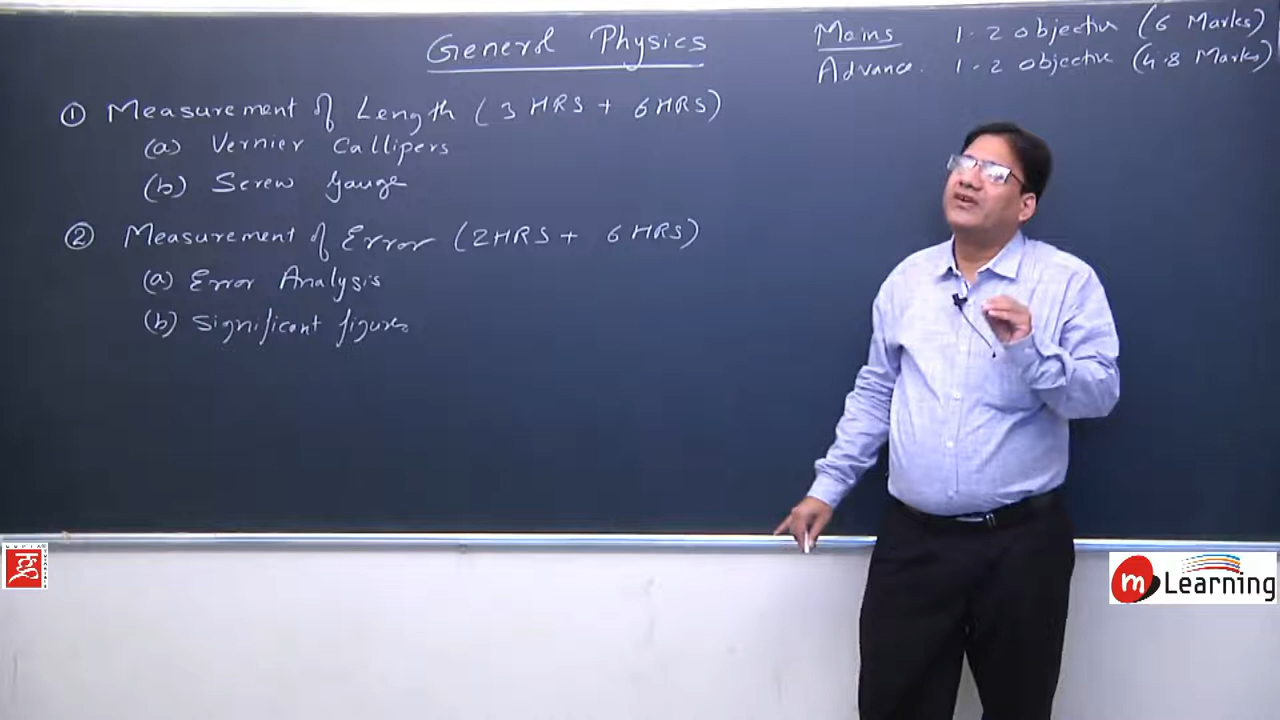 General Physics
Mains 1-2 objective (6 Marks)
Advance. 1-2 objective (4-8 Marks)
① Measurement of Length (3 HRS + 6 HRS)
(a) Vernier Callipers
(b) Screw Gauge
② Measurement of Error (2HRS + 6 HRS)
(a) Error Analysis
(b) Significant figures
m Learning